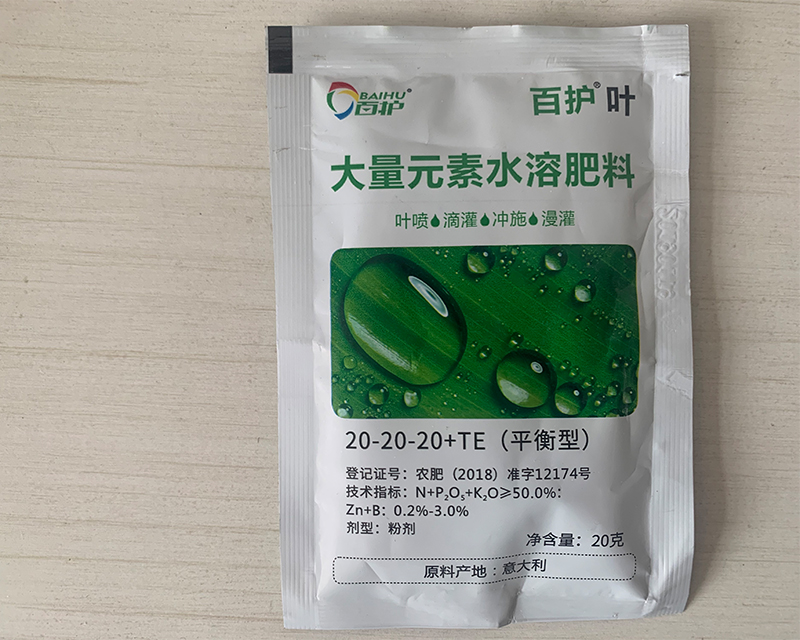 BAIHU®
百护
百护®叶
大量元素水溶肥料
叶喷 滴灌 冲施 漫灌
20-20-20+TE（平衡型）
登记证号：农肥（2018）准字12174号
技术指标：N+P₂O₅+K₂O≥50.0%：
Zn+B：0.2%-3.0%
剂型：粉剂
净含量：20克
原料产地：意大利